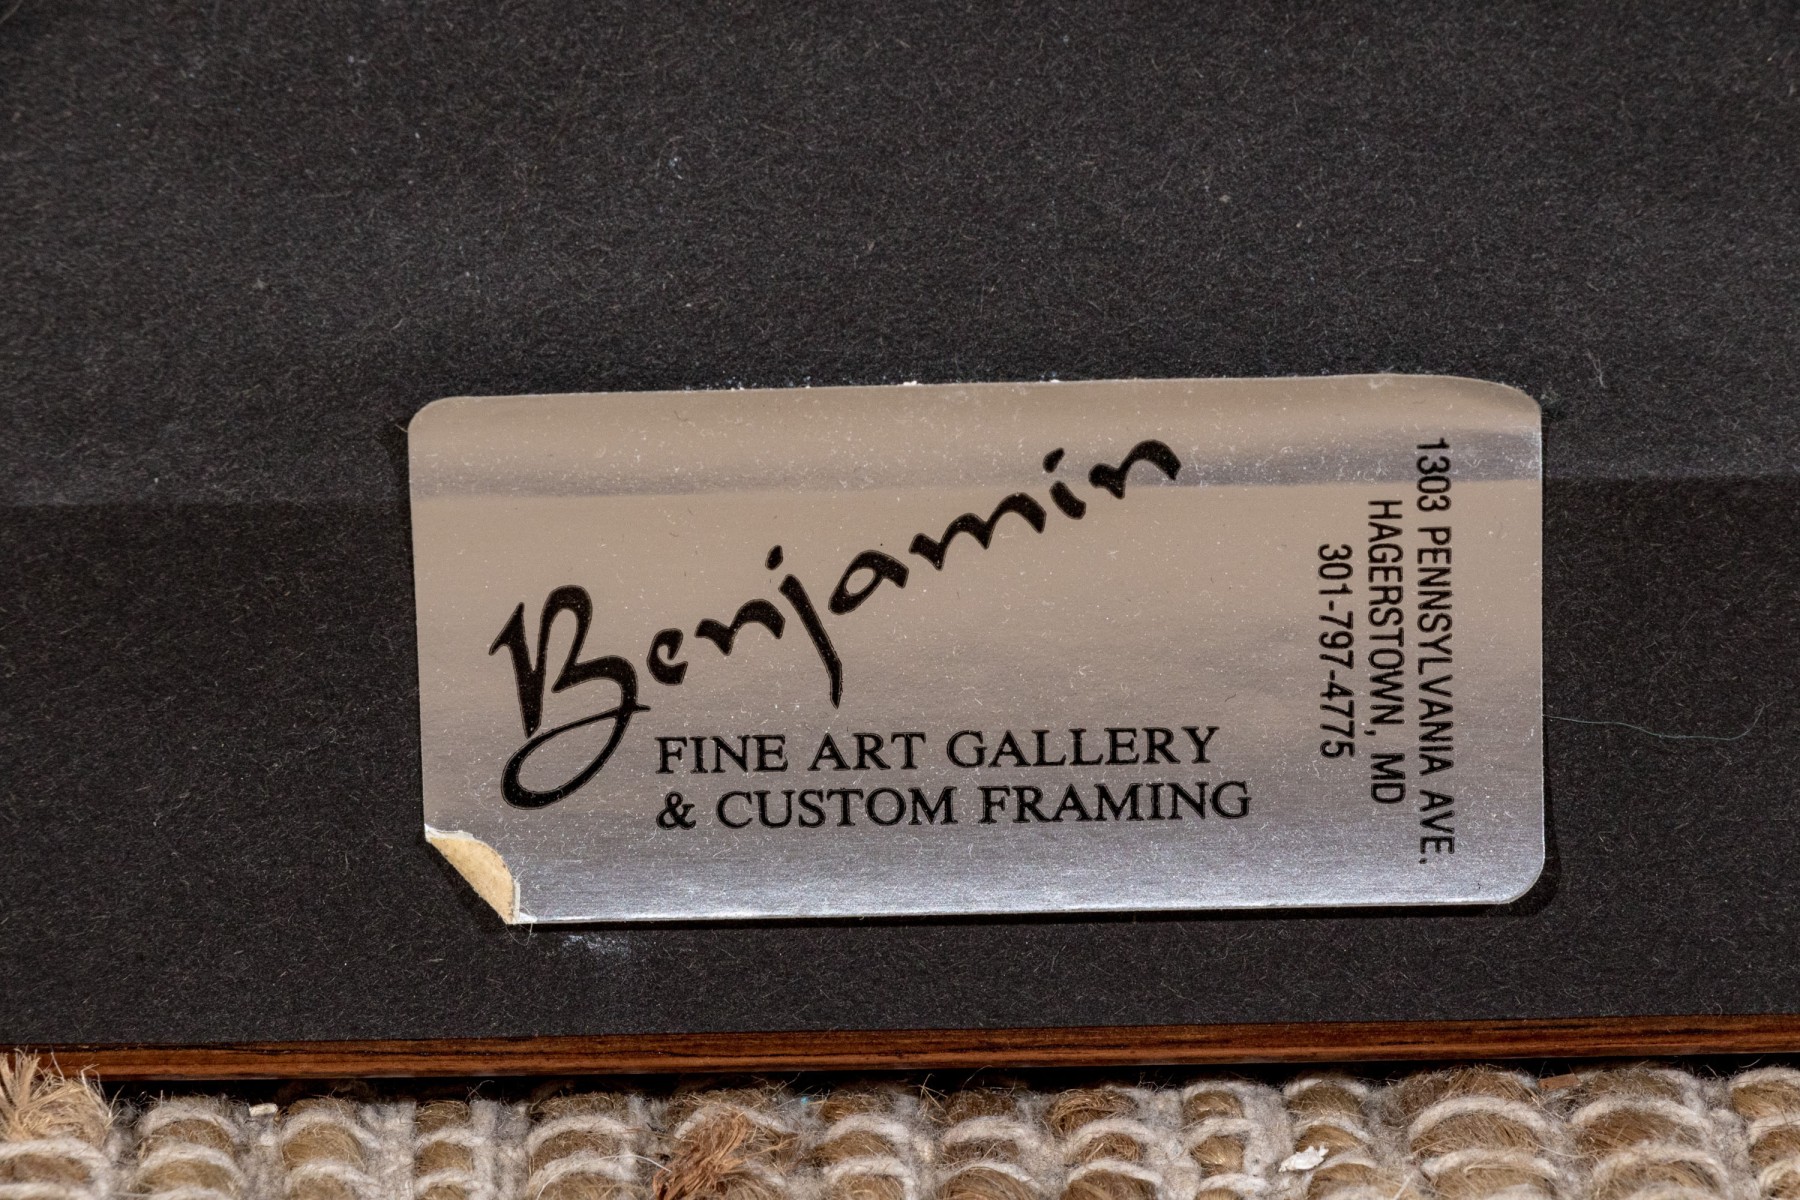 Benjamin
FINE ART GALLERY
& CUSTOM FRAMING
1303 PENNSYLVANIA AVE.
HAGERSTOWN, MD
301-797-4775